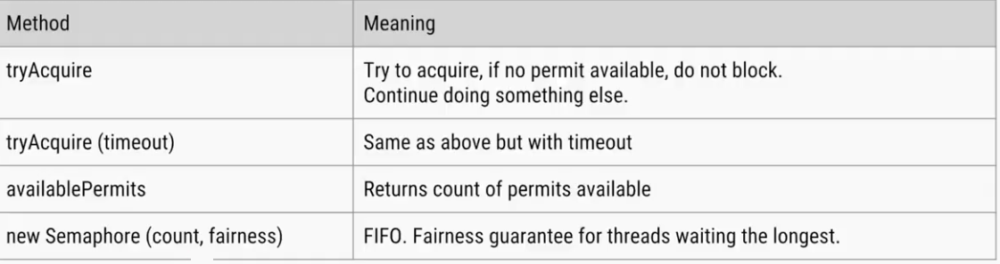 Method Meaning
tryAcquire Try to acquire, if no permit available, do not block.
Continue doing something else.
tryAcquire (timeout) Same as above but with timeout
availablePermits Returns count of permits available
new Semaphore (count, fairness) FIFO. Fairness guarantee for threads waiting the longest.